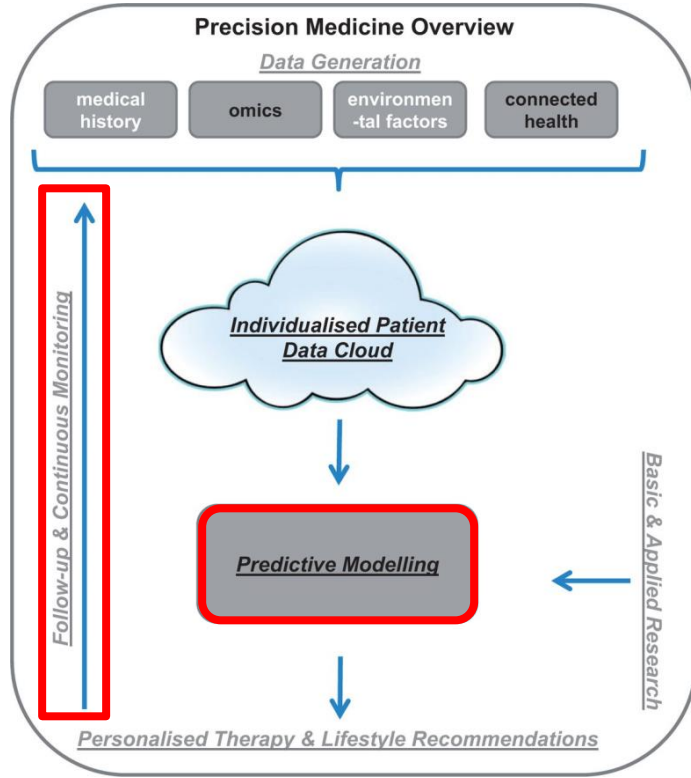 Precision Medicine Overview
Data Generation
medical
history
omics
environmen
-tal factors
connected
health
Individualised Patient
Data Cloud
Follow-up & Continuous Monitoring
Predictive Modelling
Basic & Applied Research
Personalised Therapy & Lifestyle Recommendations